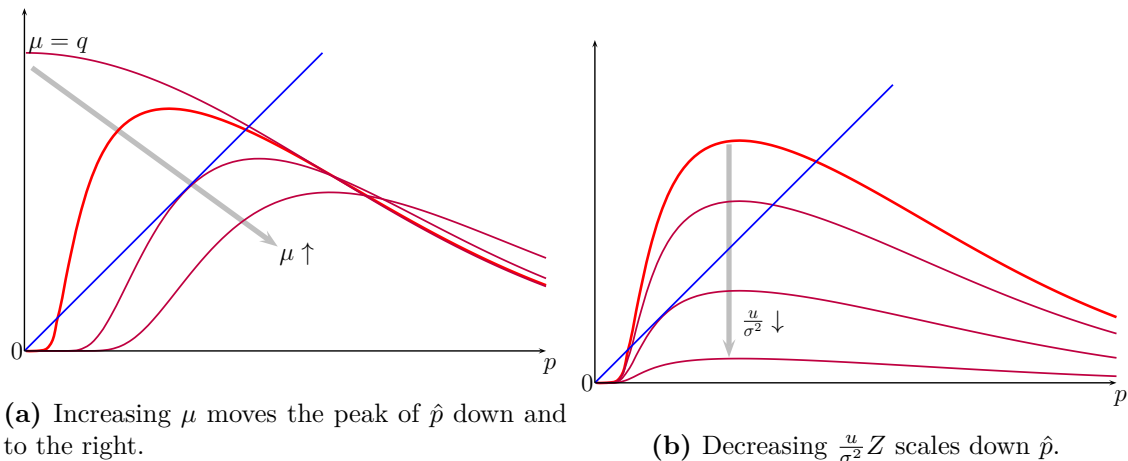 μ = q
μ ↑
0
p
(a) Increasing μ moves the peak of p̂ down and
to the right.
u/σ² ↓
0
p
(b) Decreasing u/σ² Z scales down p̂.